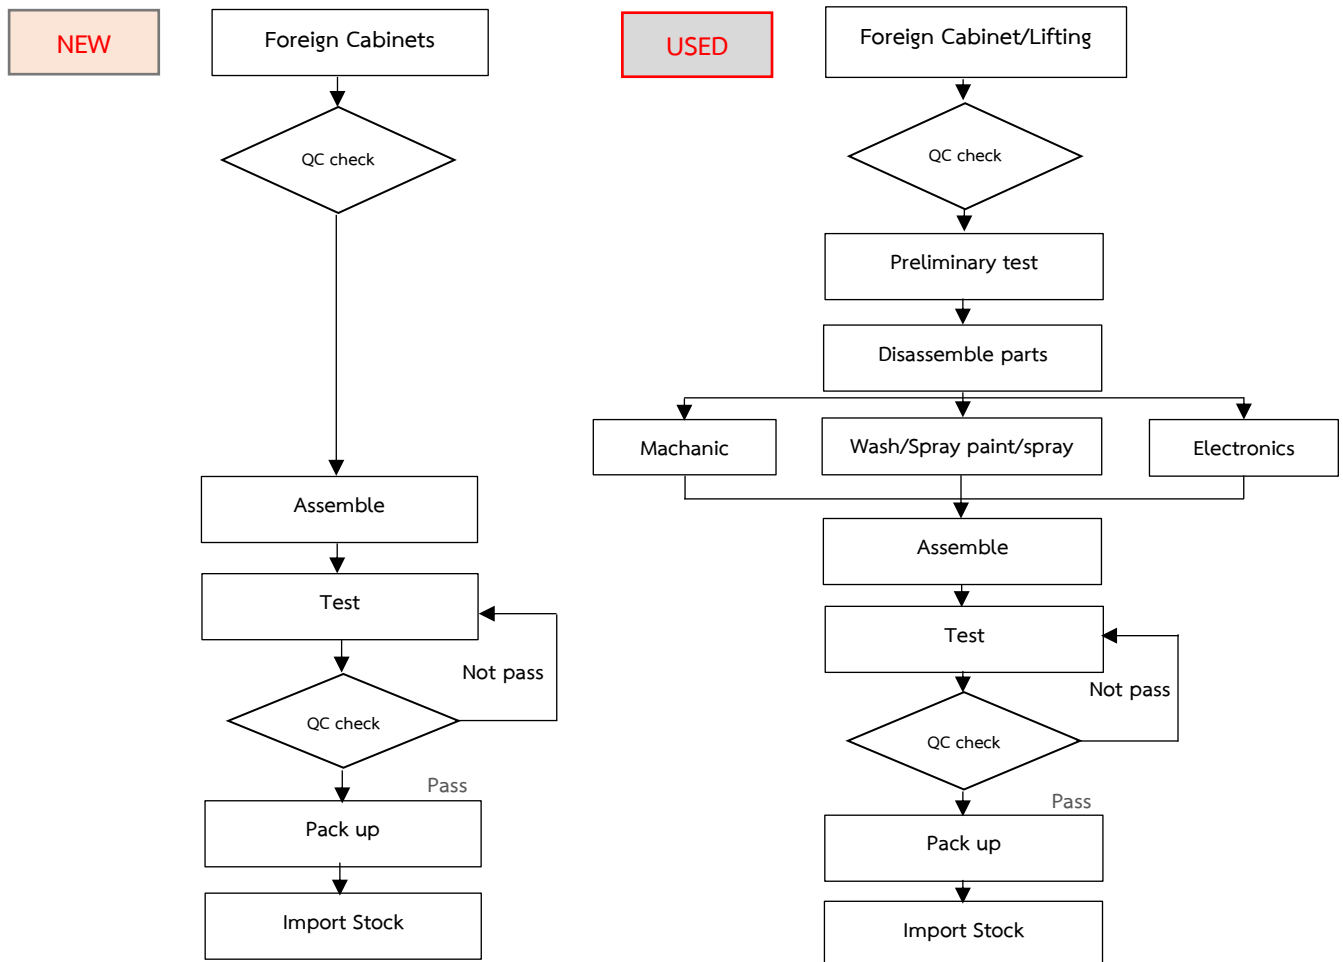 NEW
Foreign Cabinets
QC check
Assemble
Test
Not pass
QC check
Pass
Pack up
Import Stock
USED
Foreign Cabinet/Lifting
QC check
Preliminary test
Disassemble parts
Machanic
Wash/Spray paint/spray
Electronics
Assemble
Test
Not pass
QC check
Pass
Pack up
Import Stock